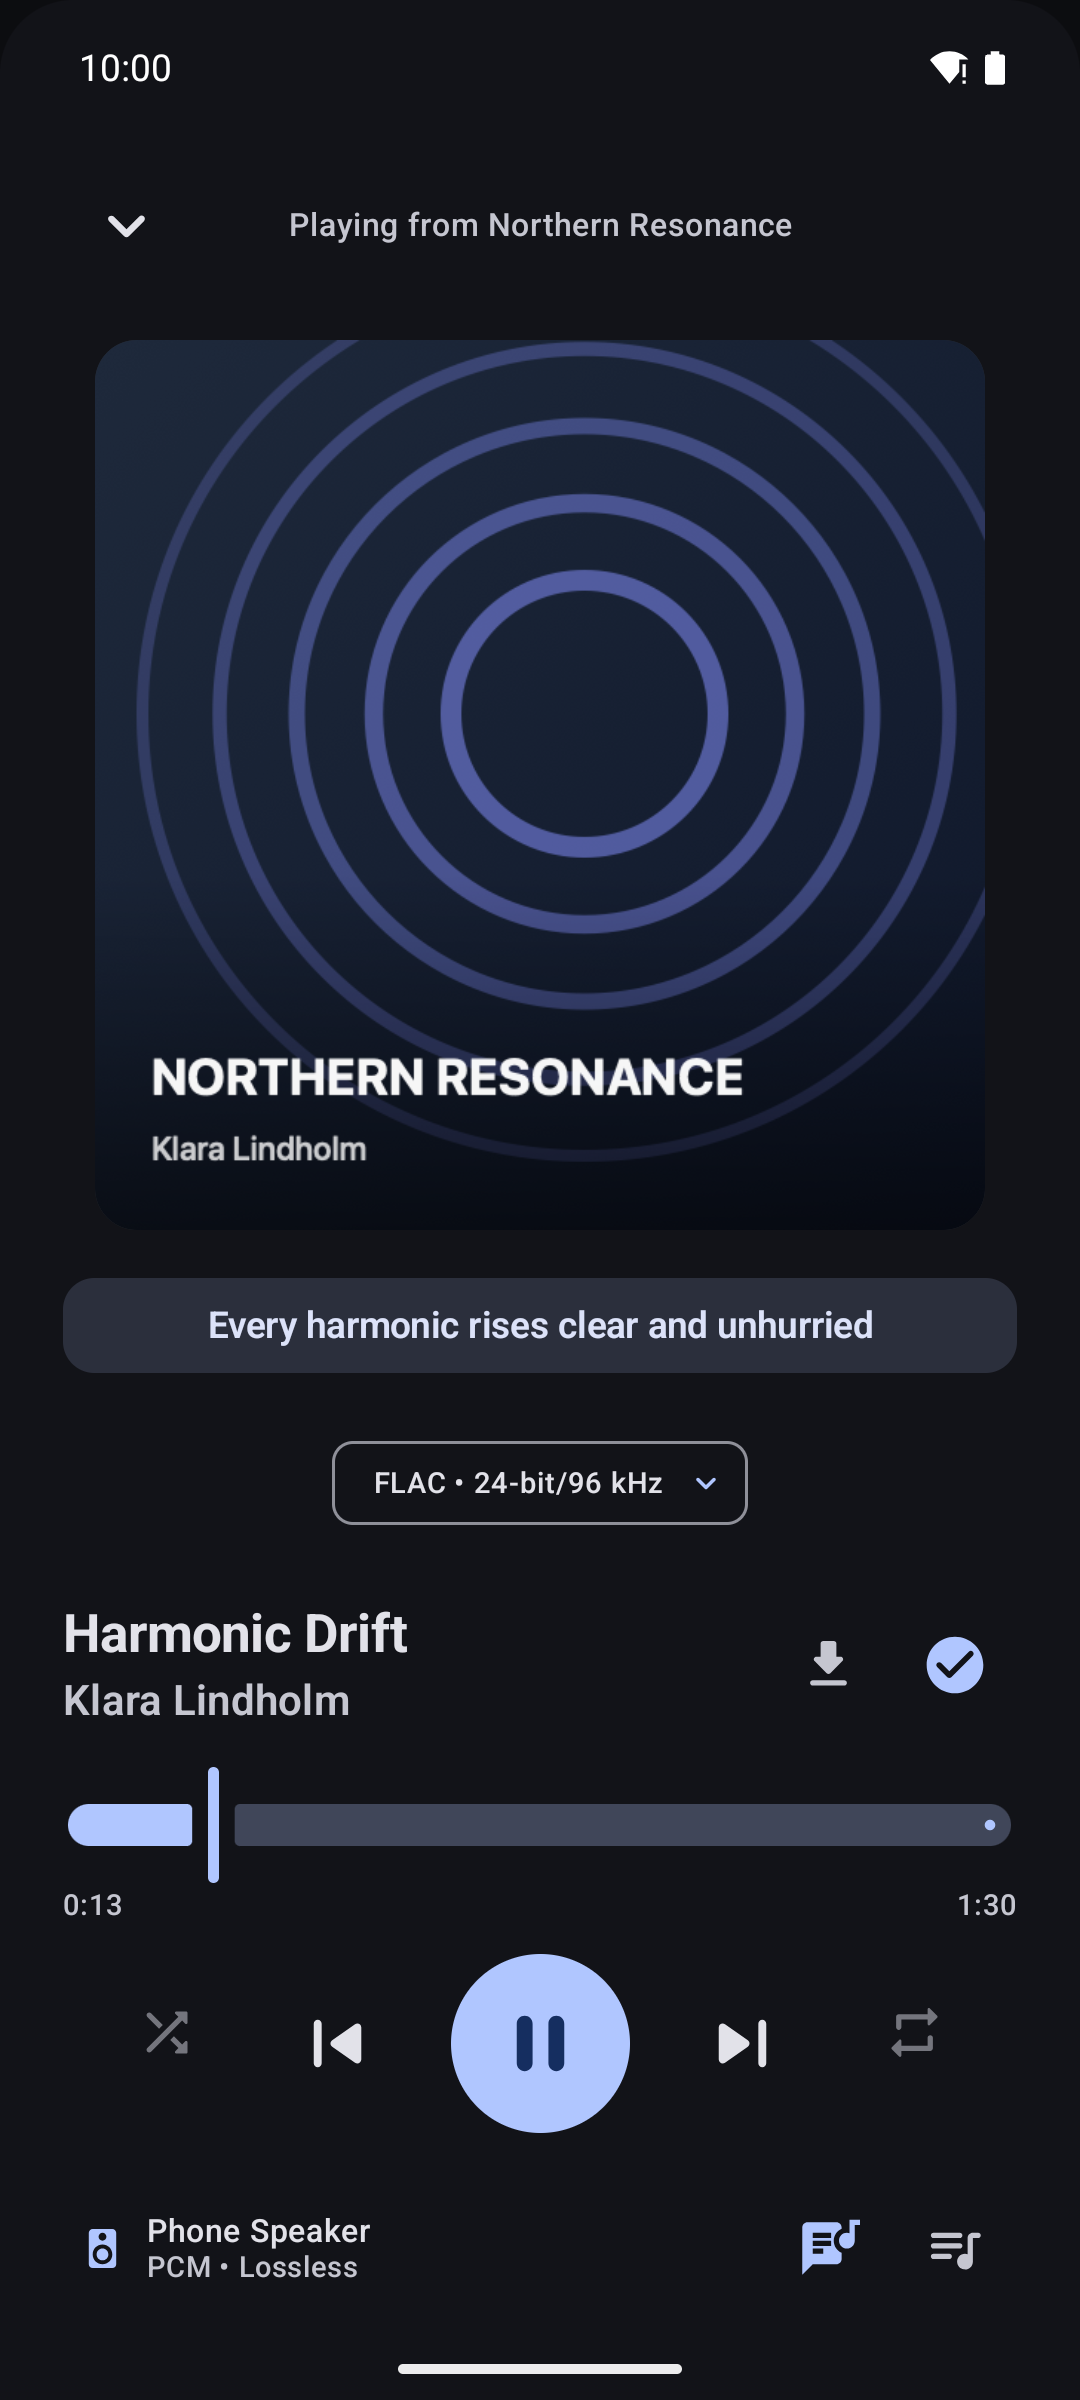 10:00
Playing from Northern Resonance
NORTHERN RESONANCE
Klara Lindholm
Every harmonic rises clear and unhurried
FLAC • 24-bit/96 kHz
Harmonic Drift
Klara Lindholm
0:13
1:30
Phone Speaker
PCM • Lossless